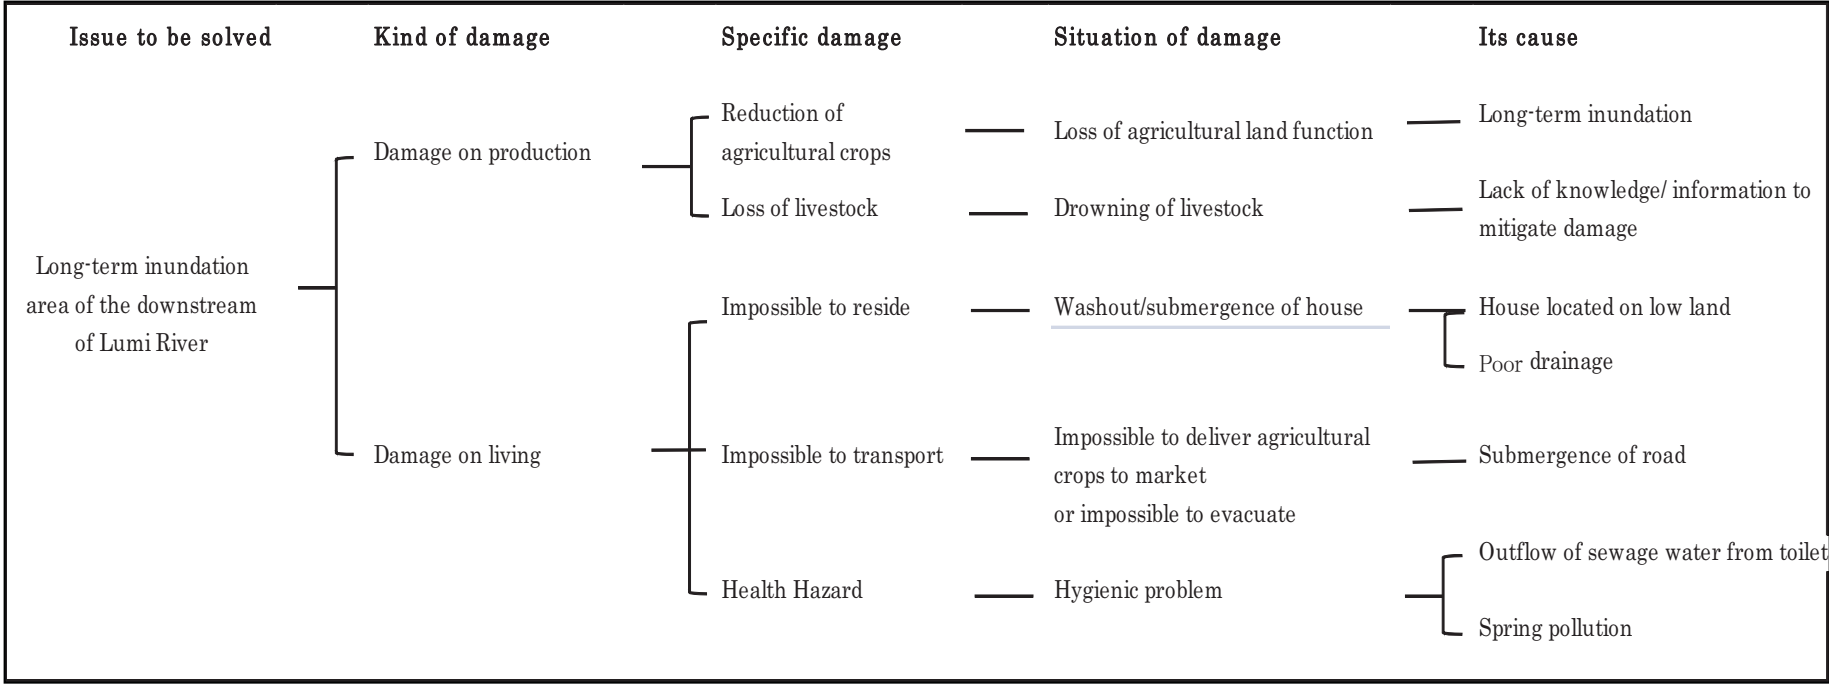 Issue to be solved
Kind of damage
Specific damage
Situation of damage
Its cause
Long-term inundation
area of the downstream
of Lumi River
Damage on production
Reduction of
agricultural crops
Loss of agricultural land function
Long-term inundation
Loss of livestock
Drowning of livestock
Lack of knowledge/ information to
mitigate damage
Damage on living
Impossible to reside
Washout/submergence of house
House located on low land
Poor drainage
Impossible to transport
Impossible to deliver agricultural
crops to market
or impossible to evacuate
Submergence of road
Health Hazard
Hygienic problem
Outflow of sewage water from toilet
Spring pollution